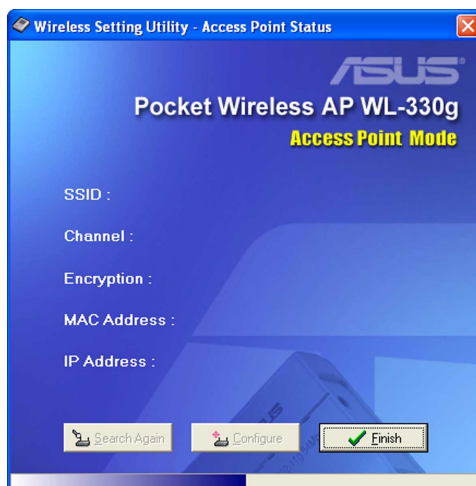 Wireless Setting Utility - Access Point Status
ASUS
Pocket Wireless AP WL-330g
Access Point Mode
SSID :
Channel :
Encryption :
MAC Address :
IP Address :
ASUS
Search Again
Configure
Finish